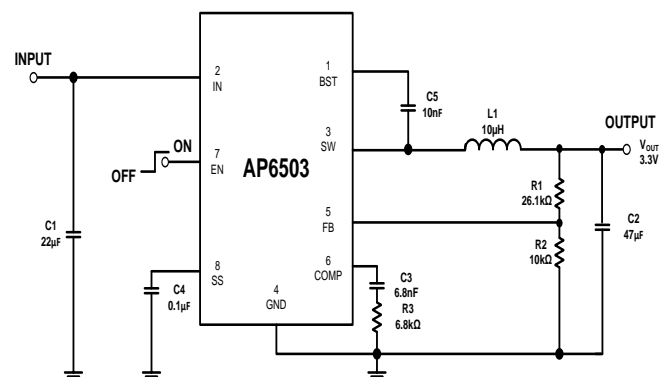 INPUT
2
IN
1
BST
C5
10nF
L1
10µH
OUTPUT
VOUT
3.3V
3
SW
ON
OFF
7
EN
AP6503
R1
26.1kΩ
5
FB
C1
22µF
R2
10kΩ
C2
47µF
6
COMP
8
SS
C4
0.1µF
4
GND
C3
6.8nF
R3
6.8kΩ